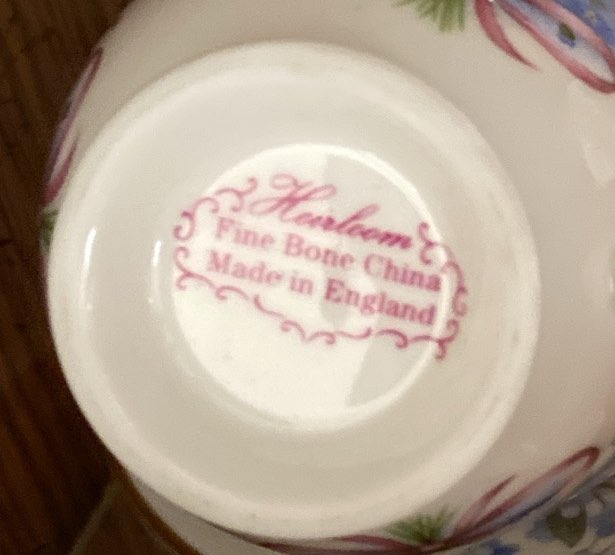 Heirloom
Fine Bone China
Made in England